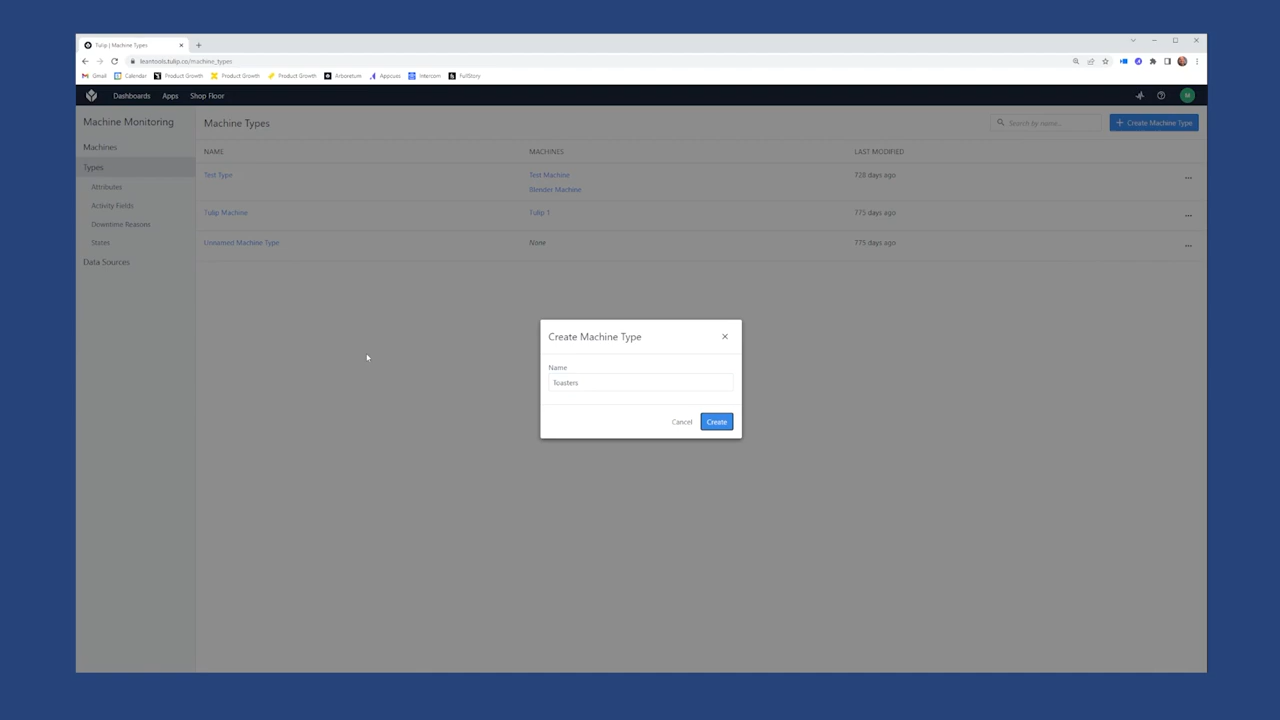 Tulip | Machine Types
leantools.tulip.co/machine_types
Gmail Calendar Product Growth Product Growth Product Growth Arboretum Appcues Intercom FullStory
Dashboards Apps Shop Floor M
Machine Monitoring
Machines
Types
Attributes
Activity Fields
Downtime Reasons
States
Data Sources
Machine Types
Search by name...
Create Machine Type
NAME MACHINES LAST MODIFIED
Test Type Test Machine 728 days ago
Blender Machine
Tulip Machine Tulip 1 775 days ago
Unnamed Machine Type None 775 days ago
Create Machine Type
Name
Toasters
Cancel Create